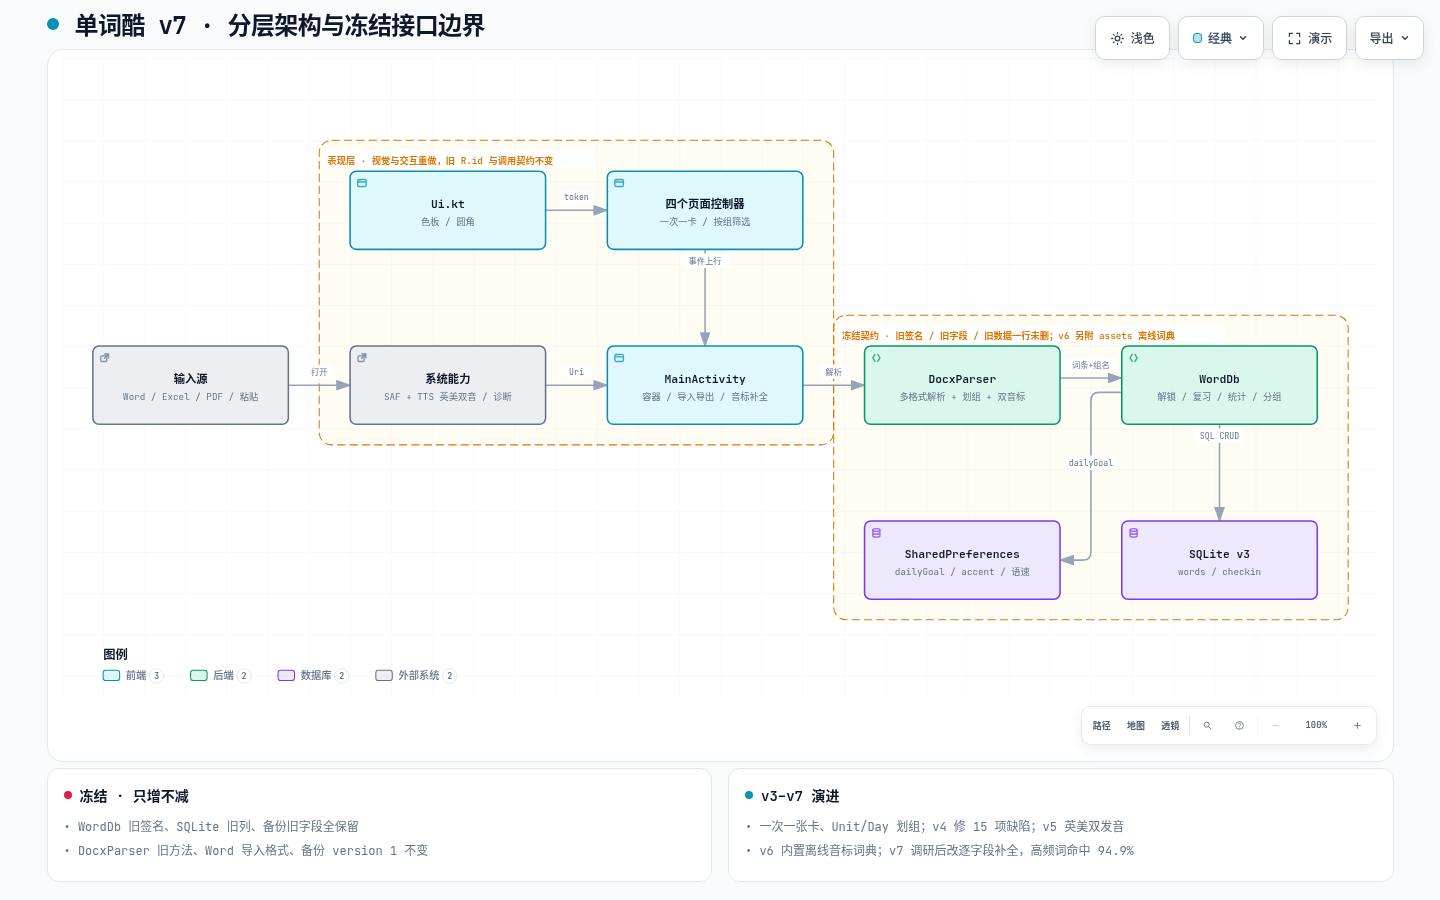 单词酷 v7 · 分层架构与冻结接口边界
浅色
经典
演示
导出
表现层 · 视觉与交互重做，旧 R.id 与调用契约不变
Ui.kt
色板 / 圆角
token
四个页面控制器
一次一卡 / 按组筛选
事件上行
冻结契约 · 旧签名 / 旧字段 / 旧数据一行未删；v6 另附 assets 离线词典
输入源
Word / Excel / PDF / 粘贴
打开
系统能力
SAF + TTS 英美双音 / 诊断
Uri
MainActivity
容器 / 导入导出 / 音标补全
解析
DocxParser
多格式解析 + 划组 + 双音标
词条+组名
WordDb
解锁 / 复习 / 统计 / 分组
SQL CRUD
dailyGoal
SharedPreferences
dailyGoal / accent / 语速
SQLite v3
words / checkin
图例
前端 3
后端 2
数据库 2
外部系统 2
路径 地图 透镜 100%
冻结 · 只增不减
• WordDb 旧签名、SQLite 旧列、备份旧字段全保留
• DocxParser 旧方法、Word 导入格式、备份 version 1 不变
v3–v7 演进
• 一次一张卡、Unit/Day 划组；v4 修 15 项缺陷；v5 英美双发音
• v6 内置离线音标词典；v7 调研后改逐字段补全，高频词命中 94.9%